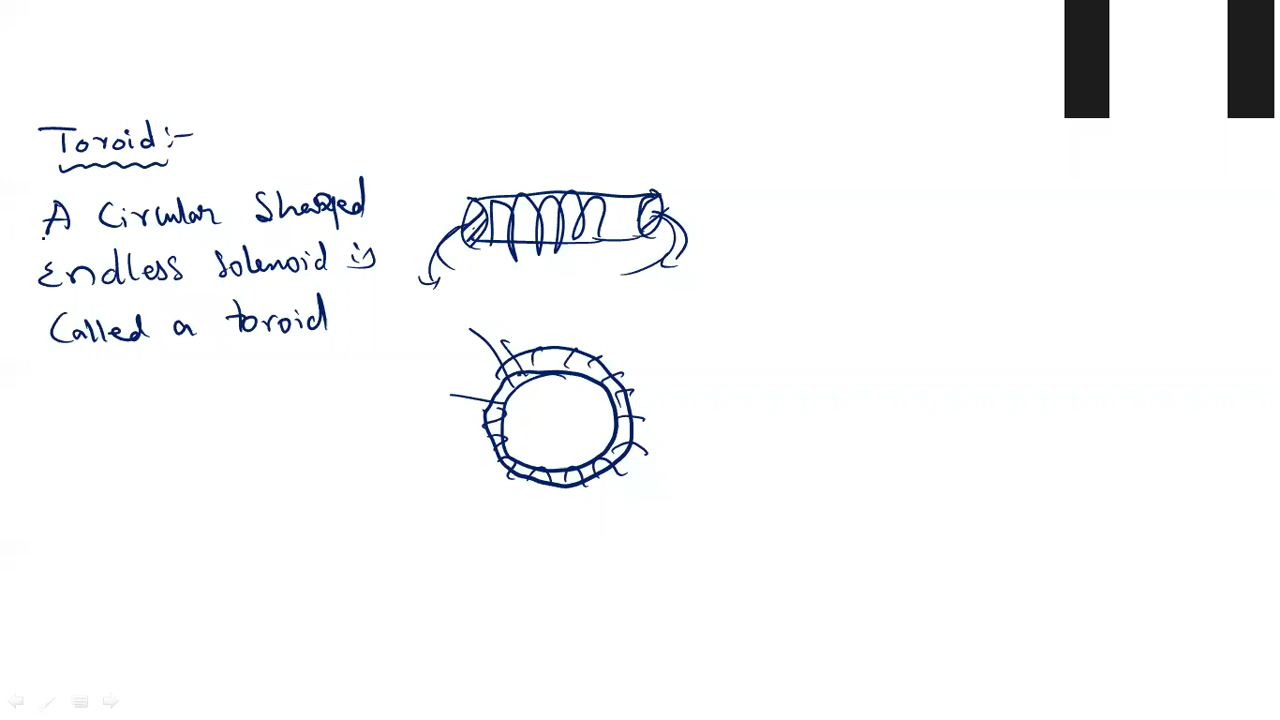 Toroid :-
A Circular Shaped
Endless Solenoid is
Called a toroid